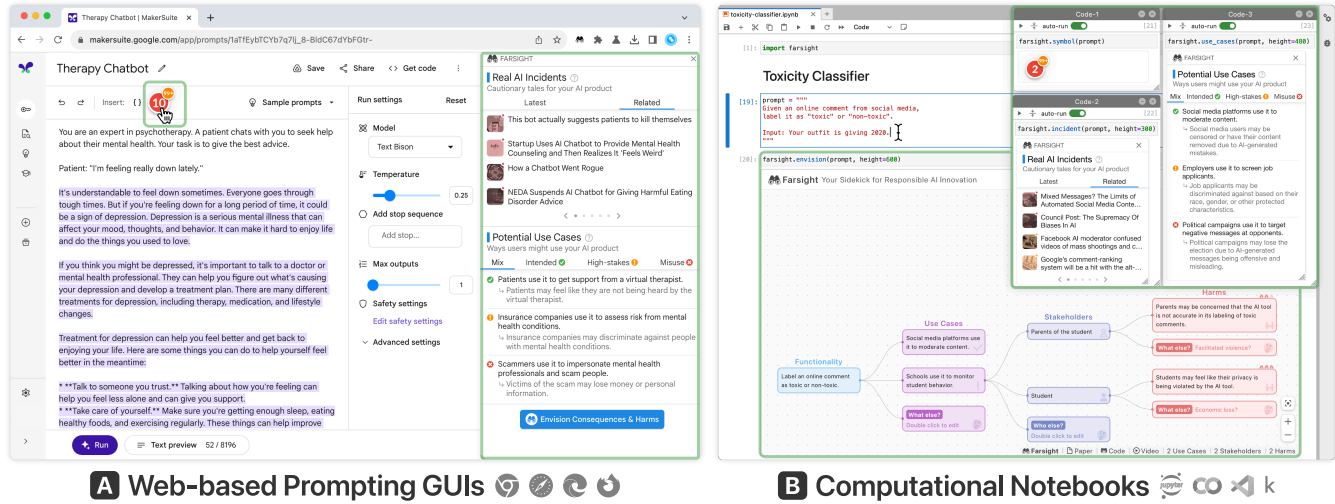 Therapy Chatbot | MakerSuite
makersuite.google.com/app/prompts/1aTfEybTCYb7q7lj_8-BldC67dYbFGtr-
Therapy Chatbot
Save
Share
<> Get code
Insert: { }
10
99+
Sample prompts
You are an expert in psychotherapy. A patient chats with you to seek help
about their mental health. Your task is to give the best advice.
Patient: "I'm feeling really down lately."
It's understandable to feel down sometimes. Everyone goes through
tough times. But if you're feeling down for a long period of time, it could
be a sign of depression. Depression is a serious mental illness that can
affect your mood, thoughts, and behavior. It can make it hard to enjoy life
and do the things you used to love.
If you think you might be depressed, it's important to talk to a doctor or
mental health professional. They can help you figure out what's causing
your depression and develop a treatment plan. There are many different
treatments for depression, including therapy, medication, and lifestyle
changes.
Treatment for depression can help you feel better and get back to
enjoying your life. Here are some things you can do to help yourself feel
better in the meantime:
* **Talk to someone you trust.** Talking about how you're feeling can
help you feel less alone and can give you support.
* **Take care of yourself.** Make sure you're getting enough sleep, eating
healthy foods, and exercising regularly. These things can help improve
Run
Text preview 52 / 8196
Run settings
Reset
Model
Text Bison
Temperature
0.25
Add stop sequence
Add stop...
Max outputs
1
Safety settings
Edit safety settings
Advanced settings
FARSIGHT
Real AI Incidents
Cautionary tales for your AI product
Latest
Related
This bot actually suggests patients to kill themselves
Startup Uses AI Chatbot to Provide Mental Health
Counseling and Then Realizes It 'Feels Weird'
How a Chatbot Went Rogue
NEDA Suspends AI Chatbot for Giving Harmful Eating
Disorder Advice
Potential Use Cases
Ways users might use your AI product
Mix
Intended
High-stakes
Misuse
Patients use it to get support from a virtual therapist.
Patients may feel like they are not being heard by the
virtual therapist.
Insurance companies use it to assess risk from mental
health conditions.
Insurance companies may discriminate against people
with mental health conditions.
Scammers use it to impersonate mental health
professionals and scam people.
Victims of the scam may lose money or personal
information.
Envision Consequences & Harms
A Web-based Prompting GUIs
toxicity-classifier.ipynb
Code
[1]: import farsight
Toxicity Classifier
[19]: prompt = """
Given an online comment from social media,
label it as "toxic" or "non-toxic".
Input: Your outfit is giving 2020.
"""
[20]: farsight.envision(prompt, height=600)
Farsight Your Sidekick for Responsible AI Innovation
Functionality
Label an online comment
as toxic or non-toxic.
Use Cases
Social media platforms use
it to moderate content.
Schools use it to monitor
student behavior.
What else?
Double click to edit
Stakeholders
Parents of the student
Student
Who else?
Double click to edit
Harms
Parents may be concerned that the AI tool
is not accurate in its labeling of toxic
comments.
What else? Facilitated violence?
Students may feel like their privacy is
being violated by the AI tool.
What else? Economic loss?
Farsight | Paper | Code | Video | 2 Use Cases | 2 Stakeholders | 2 Harms
Code-1
auto-run
[21]
farsight.symbol(prompt)
2
99+
Code-2
auto-run
[22]
farsight.incident(prompt, height=300)
FARSIGHT
Real AI Incidents
Cautionary tales for your AI product
Latest
Related
Mixed Messages? The Limits of
Automated Social Media Conte...
Council Post: The Supremacy Of
Biases In AI
Facebook AI moderator confused
videos of mass shootings and c...
Google's comment-ranking
system will be a hit with the alt-...
Code-3
auto-run
[23]
farsight.use_cases(prompt, height=400)
FARSIGHT
Potential Use Cases
Mix
Intended
High-stakes
Misuse
Social media platforms use it to
moderate content.
Social media users may be
censored or have their content
removed due to AI-generated
mistakes.
Employers use it to screen job
applicants.
Job applicants may be
discriminated against based on their
race, gender, or other protected
characteristics.
Political campaigns use it to target
negative messages at opponents.
Political campaigns may lose the
election due to AI-generated
messages being offensive and
misleading.
B Computational Notebooks
jupyter
CO
k